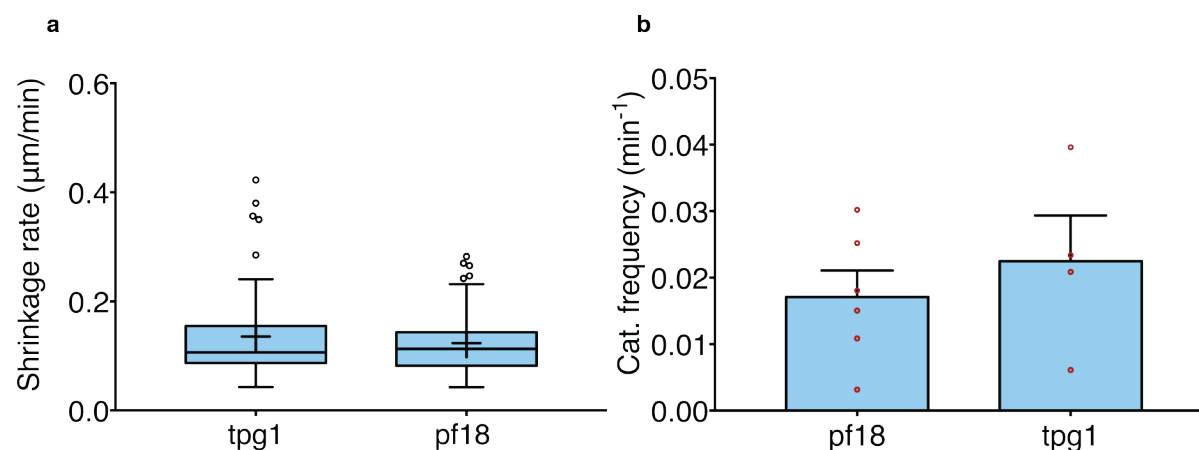 a
Shrinkage rate (µm/min)
0.6
0.4
0.2
0.0
tpg1
pf18
b
Cat. frequency (min-1)
0.05
0.04
0.03
0.02
0.01
0.00
pf18
tpg1